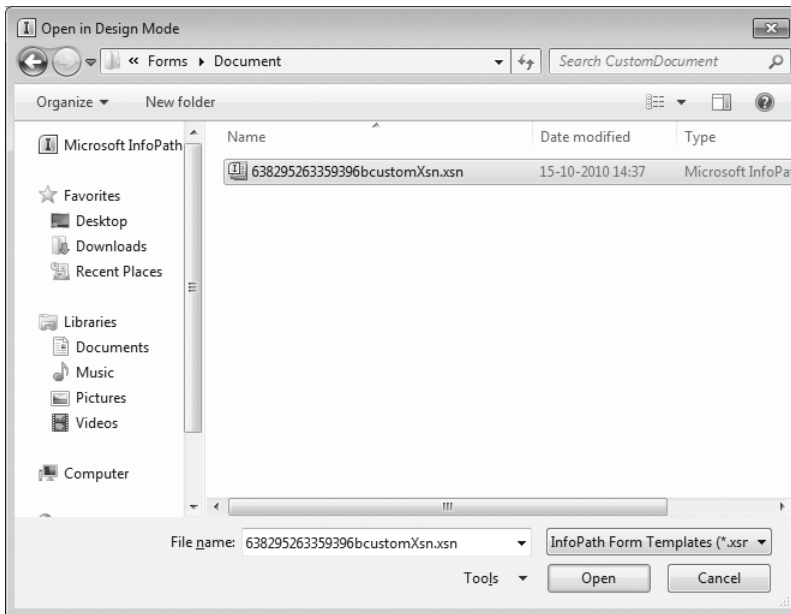 Open in Design Mode
« Forms ▸ Document
Search CustomDocument
Organize ▾ New folder
Microsoft InfoPath
Name Date modified Type
638295263359396bcustomXsn.xsn 15-10-2010 14:37 Microsoft InfoPa
Favorites
Desktop
Downloads
Recent Places
Libraries
Documents
Music
Pictures
Videos
Computer
File name: 638295263359396bcustomXsn.xsn InfoPath Form Templates (*.xsr
Tools ▾ Open Cancel